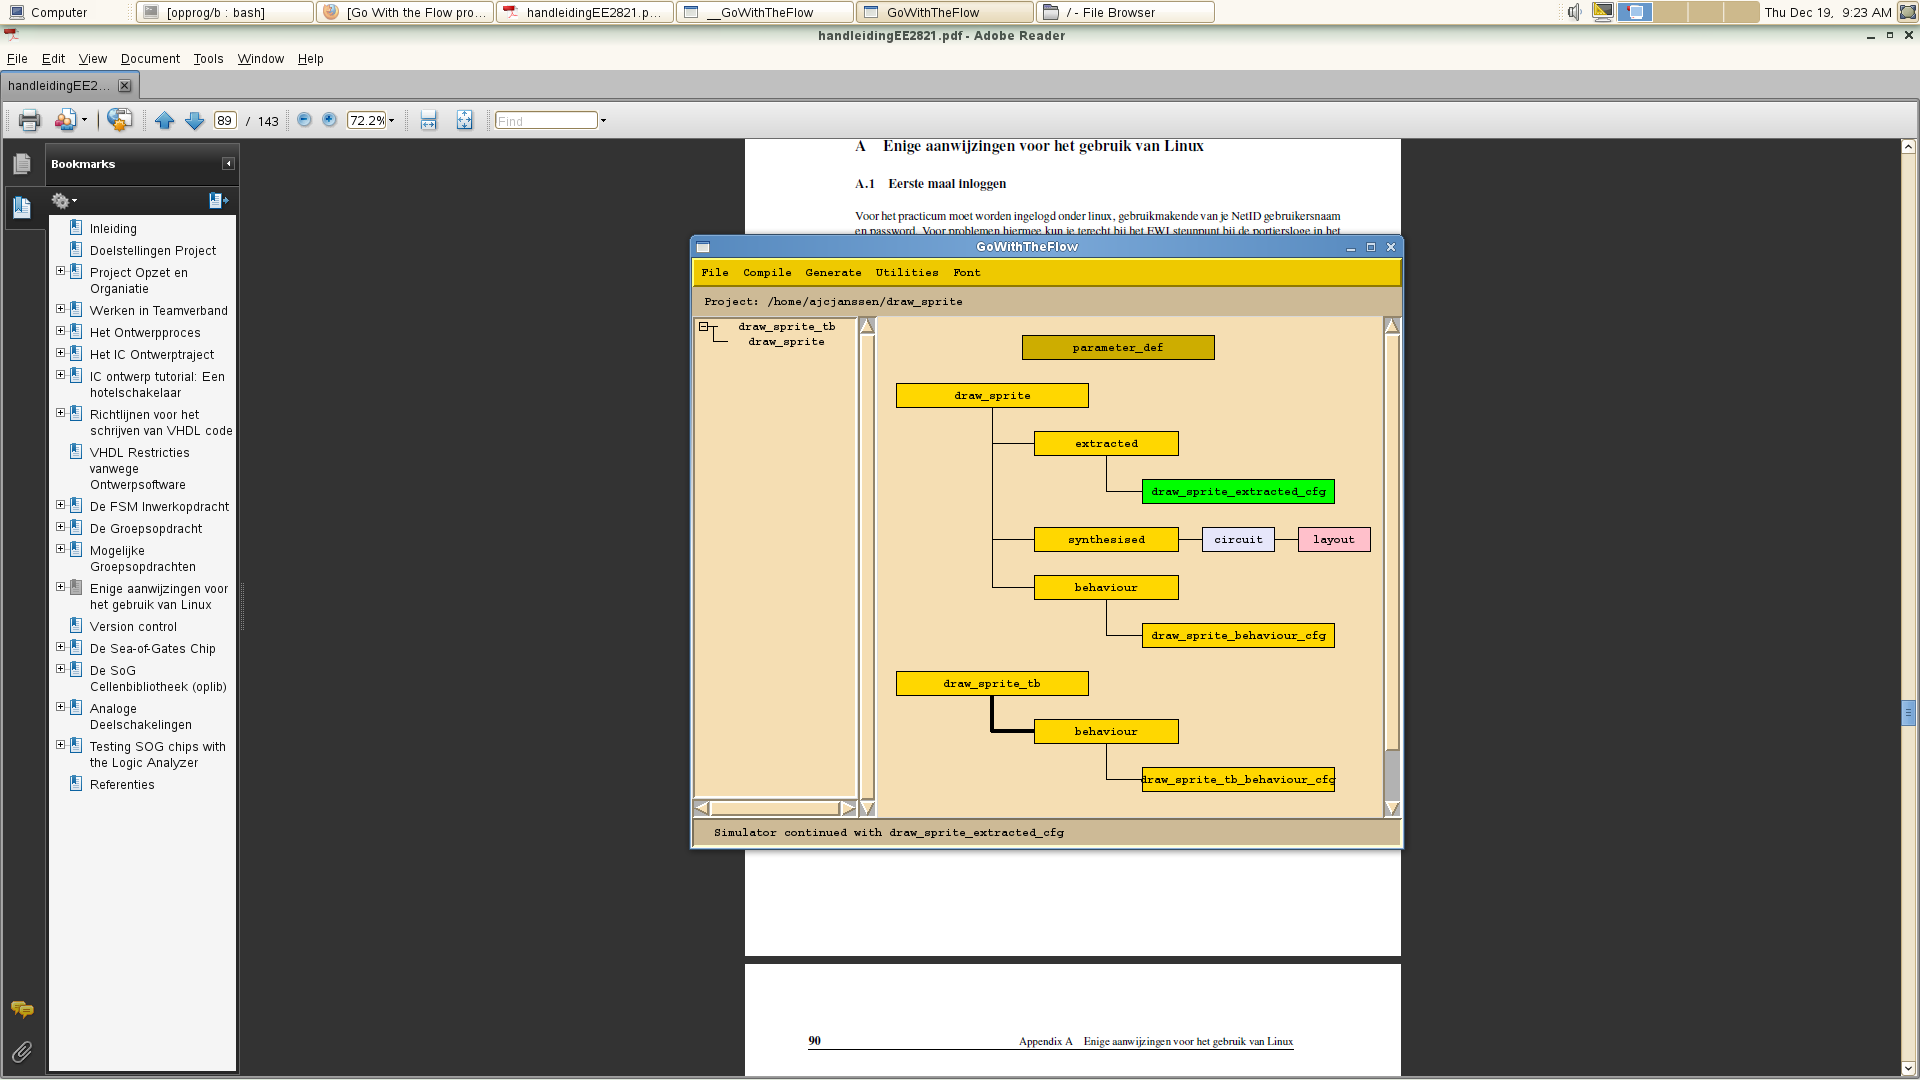 Computer
[opprog/b : bash]
[Go With the Flow pro...
handleidingEE2821.p...
__GoWithTheFlow
GoWithTheFlow
/ - File Browser
Thu Dec 19, 9:23 AM
handleidingEE2821.pdf - Adobe Reader
File Edit View Document Tools Window Help
handleidingEE2...
89 / 143
72.2%
Find
Bookmarks
Inleiding
Doelstellingen Project
Project Opzet en
Organiatie
Werken in Teamverband
Het Ontwerpproces
Het IC Ontwerptraject
IC ontwerp tutorial: Een
hotelschakelaar
Richtlijnen voor het
schrijven van VHDL code
VHDL Restricties
vanwege
Ontwerpsoftware
De FSM Inwerkopdracht
De Groepsopdracht
Mogelijke
Groepsopdrachten
Enige aanwijzingen voor
het gebruik van Linux
Version control
De Sea-of-Gates Chip
De SoG
Cellenbibliotheek (oplib)
Analoge
Deelschakelingen
Testing SOG chips with
the Logic Analyzer
Referenties
A Enige aanwijzingen voor het gebruik van Linux
A.1 Eerste maal inloggen
Voor het practicum moet worden ingelogd onder linux, gebruikmakende van je NetID gebruikersnaam
en password. Voor problemen hiermee kun je terecht bij het EWI steunpunt bij de portiersloge in het
GoWithTheFlow
File Compile Generate Utilities Font
Project: /home/ajcjanssen/draw_sprite
draw_sprite_tb
draw_sprite
parameter_def
draw_sprite
extracted
draw_sprite_extracted_cfg
synthesised
circuit
layout
behaviour
draw_sprite_behaviour_cfg
draw_sprite_tb
behaviour
draw_sprite_tb_behaviour_cfg
Simulator continued with draw_sprite_extracted_cfg
90
Appendix A Enige aanwijzingen voor het gebruik van Linux